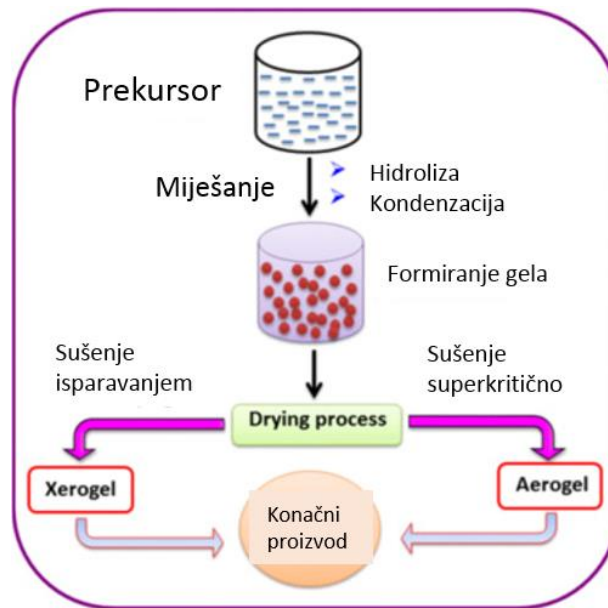 Prekursor
Miješanje
Hidroliza
Kondenzacija
Formiranje gela
Sušenje
isparavanjem
Sušenje
superkritično
Drying process
Xerogel
Aerogel
Konačni
proizvod